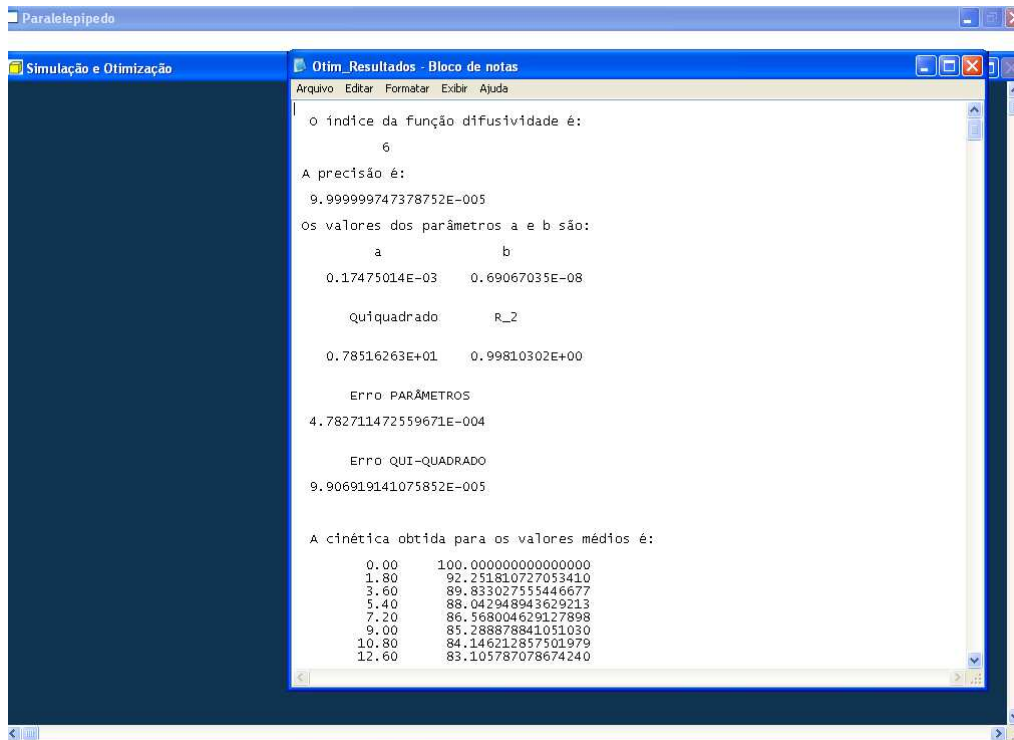 Paralelepipedo
Simulação e Otimização
Otim_Resultados - Bloco de notas
Arquivo Editar Formatar Exibir Ajuda
O índice da função difusividade é:
6
A precisão é:
9.999999747378752E-005
Os valores dos parâmetros a e b são:
a b
0.17475014E-03 0.69067035E-08
Quiquadrado R_2
0.78516263E+01 0.99810302E+00
Erro PARÂMETROS
4.782711472559671E-004
Erro QUI-QUADRADO
9.906919141075852E-005
A cinética obtida para os valores médios é:
0.00 100.000000000000000
1.80 92.251810727053410
3.60 89.833027555446677
5.40 88.042948943629213
7.20 86.568004629127898
9.00 85.288878841051030
10.80 84.146212857501979
12.60 83.105787078674240